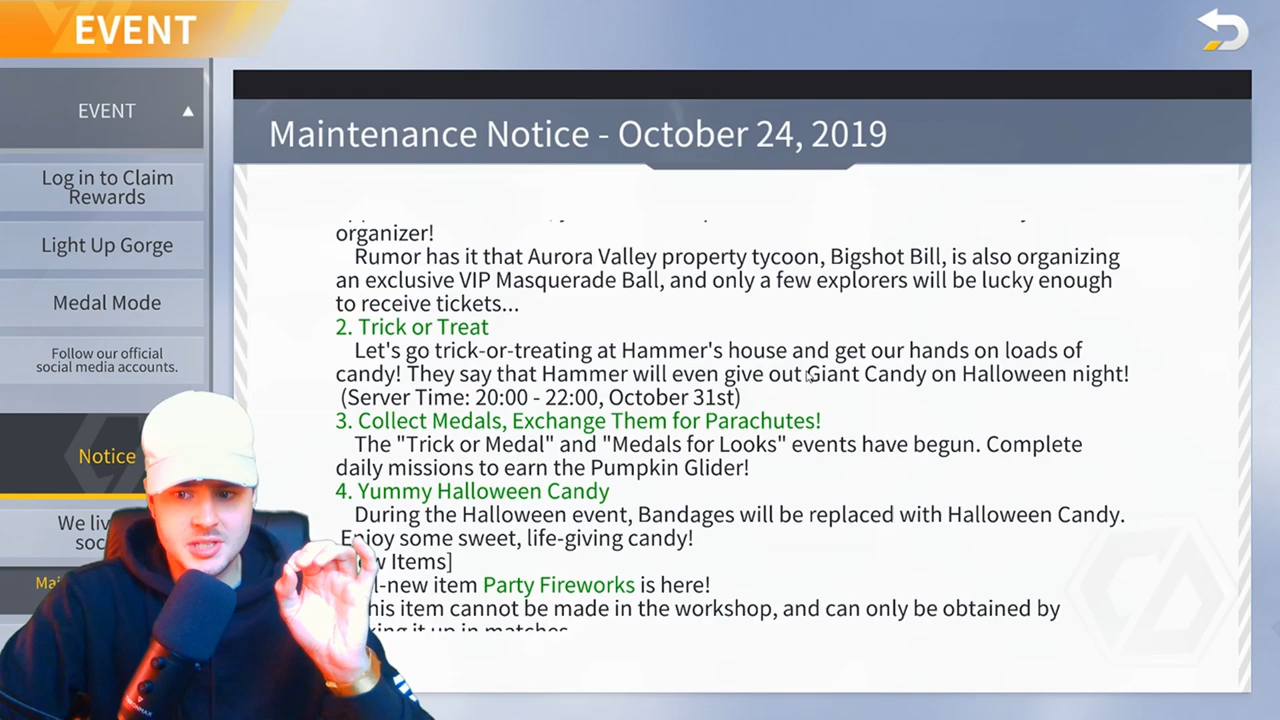 EVENT
EVENT ▲
Log in to Claim
Rewards
Light Up Gorge
Medal Mode
Follow our official
social media accounts.
Notice
We
Maintenance Notice - October 24, 2019
organizer!
Rumor has it that Aurora Valley property tycoon, Bigshot Bill, is also organizing
an exclusive VIP Masquerade Ball, and only a few explorers will be lucky enough
to receive tickets...
2. Trick or Treat
Let's go trick-or-treating at Hammer's house and get our hands on loads of
candy! They say that Hammer will even give out Giant Candy on Halloween night!
(Server Time: 20:00 - 22:00, October 31st)
3. Collect Medals, Exchange Them for Parachutes!
The "Trick or Medal" and "Medals for Looks" events have begun. Complete
daily missions to earn the Pumpkin Glider!
4. Yummy Halloween Candy
During the Halloween event, Bandages will be replaced with Halloween Candy.
Enjoy some sweet, life-giving candy!
Items]
item Party Fireworks is here!
his item cannot be made in the workshop, and can only be obtained by
it up in matches